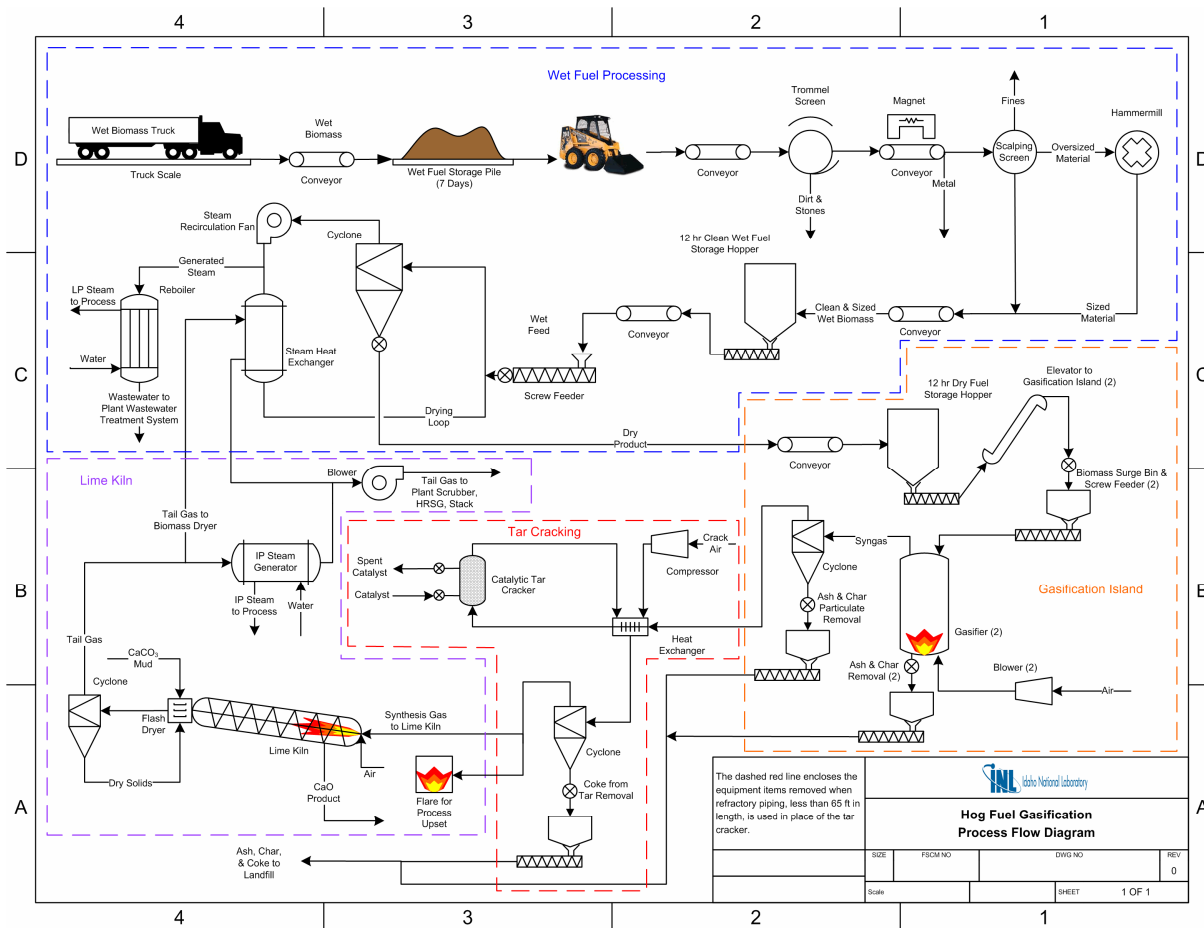 4
3
2
1
Wet Fuel Processing
Wet Biomass Truck
Truck Scale
Wet
Biomass
Conveyor
Wet Fuel Storage Pile
(7 Days)
Conveyor
Trommel
Screen
Dirt &
Stones
Magnet
Conveyor
Metal
Fines
Scalping
Screen
Oversized
Material
Hammermill
D
D
Steam
Recirculation Fan
Cyclone
12 hr Clean Wet Fuel
Storage Hopper
Generated
Steam
LP Steam
to Process
Reboiler
Water
Steam Heat
Exchanger
Wastewater to
Plant Wastewater
Treatment System
Drying
Loop
Wet
Feed
Screw Feeder
Conveyor
Clean & Sized
Wet Biomass
Conveyor
Sized
Material
C
C
12 hr Dry Fuel
Storage Hopper
Elevator to
Gasification Island (2)
Dry
Product
Conveyor
Biomass Surge Bin &
Screw Feeder (2)
Lime Kiln
Blower
Tail Gas to
Plant Scrubber,
HRSG, Stack
Tail Gas to
Biomass Dryer
IP Steam
Generator
IP Steam
to Process
Water
Tail Gas
Tar Cracking
Spent
Catalyst
Catalyst
Catalytic Tar
Cracker
Crack
Air
Compressor
Heat
Exchanger
Syngas
Cyclone
Ash & Char
Particulate
Removal
Gasification Island
Gasifier (2)
Ash & Char
Removal (2)
Blower (2)
Air
B
B
CaCO3
Mud
Cyclone
Flash
Dryer
Dry Solids
Lime Kiln
Air
CaO
Product
Synthesis Gas
to Lime Kiln
Flare for
Process
Upset
Cyclone
Coke from
Tar Removal
Ash, Char,
& Coke to
Landfill
A
A
The dashed red line encloses the
equipment items removed when
refractory piping, less than 65 ft in
length, is used in place of the tar
cracker.
INL Idaho National Laboratory
Hog Fuel Gasification
Process Flow Diagram
SIZE
FSCM NO
DWG NO
REV
0
Scale
SHEET
1 OF 1
4
3
2
1